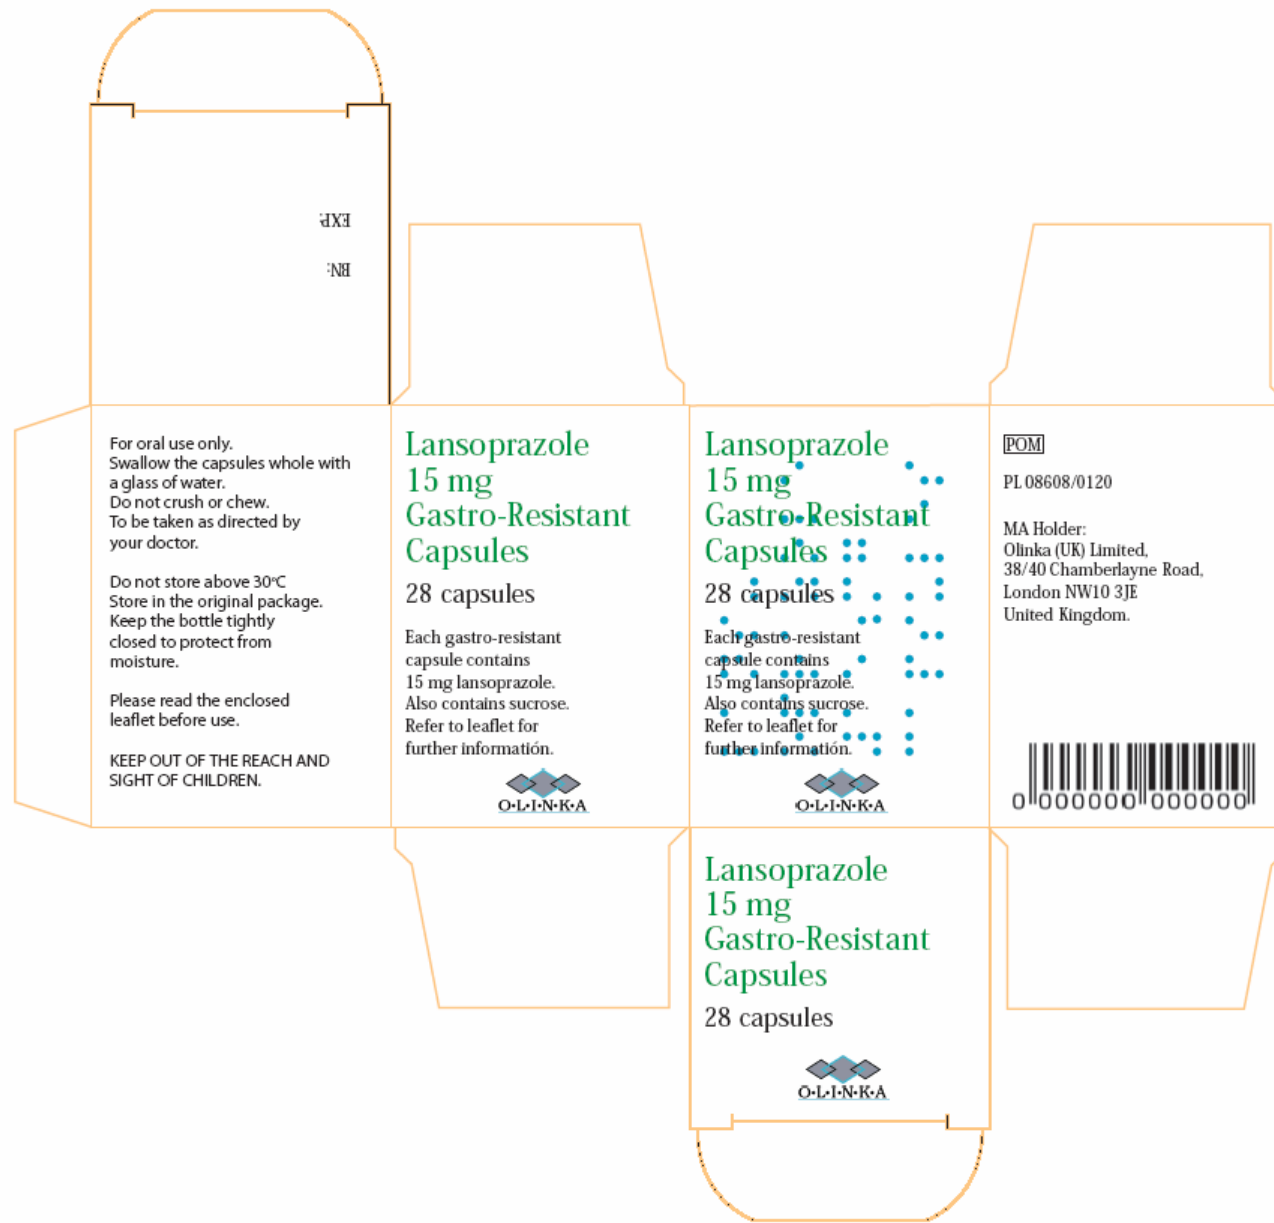 EXP:
BN:
For oral use only.
Swallow the capsules whole with
a glass of water.
Do not crush or chew.
To be taken as directed by
your doctor.
Do not store above 30ºC
Store in the original package.
Keep the bottle tightly
closed to protect from
moisture.
Please read the enclosed
leaflet before use.
KEEP OUT OF THE REACH AND
SIGHT OF CHILDREN.
Lansoprazole
15 mg
Gastro-Resistant
Capsules
28 capsules
Each gastro-resistant
capsule contains
15 mg lansoprazole.
Also contains sucrose.
Refer to leaflet for
further information.
O·L·I·N·K·A
Lansoprazole
15 mg
Gastro-Resistant
Capsules
28 capsules
Each gastro-resistant
capsule contains
15 mg lansoprazole.
Also contains sucrose.
Refer to leaflet for
further information.
O·L·I·N·K·A
POM
PL 08608/0120
MA Holder:
Olinka (UK) Limited,
38/40 Chamberlayne Road,
London NW10 3JE
United Kingdom.
0 000000 000000
Lansoprazole
15 mg
Gastro-Resistant
Capsules
28 capsules
O·L·I·N·K·A